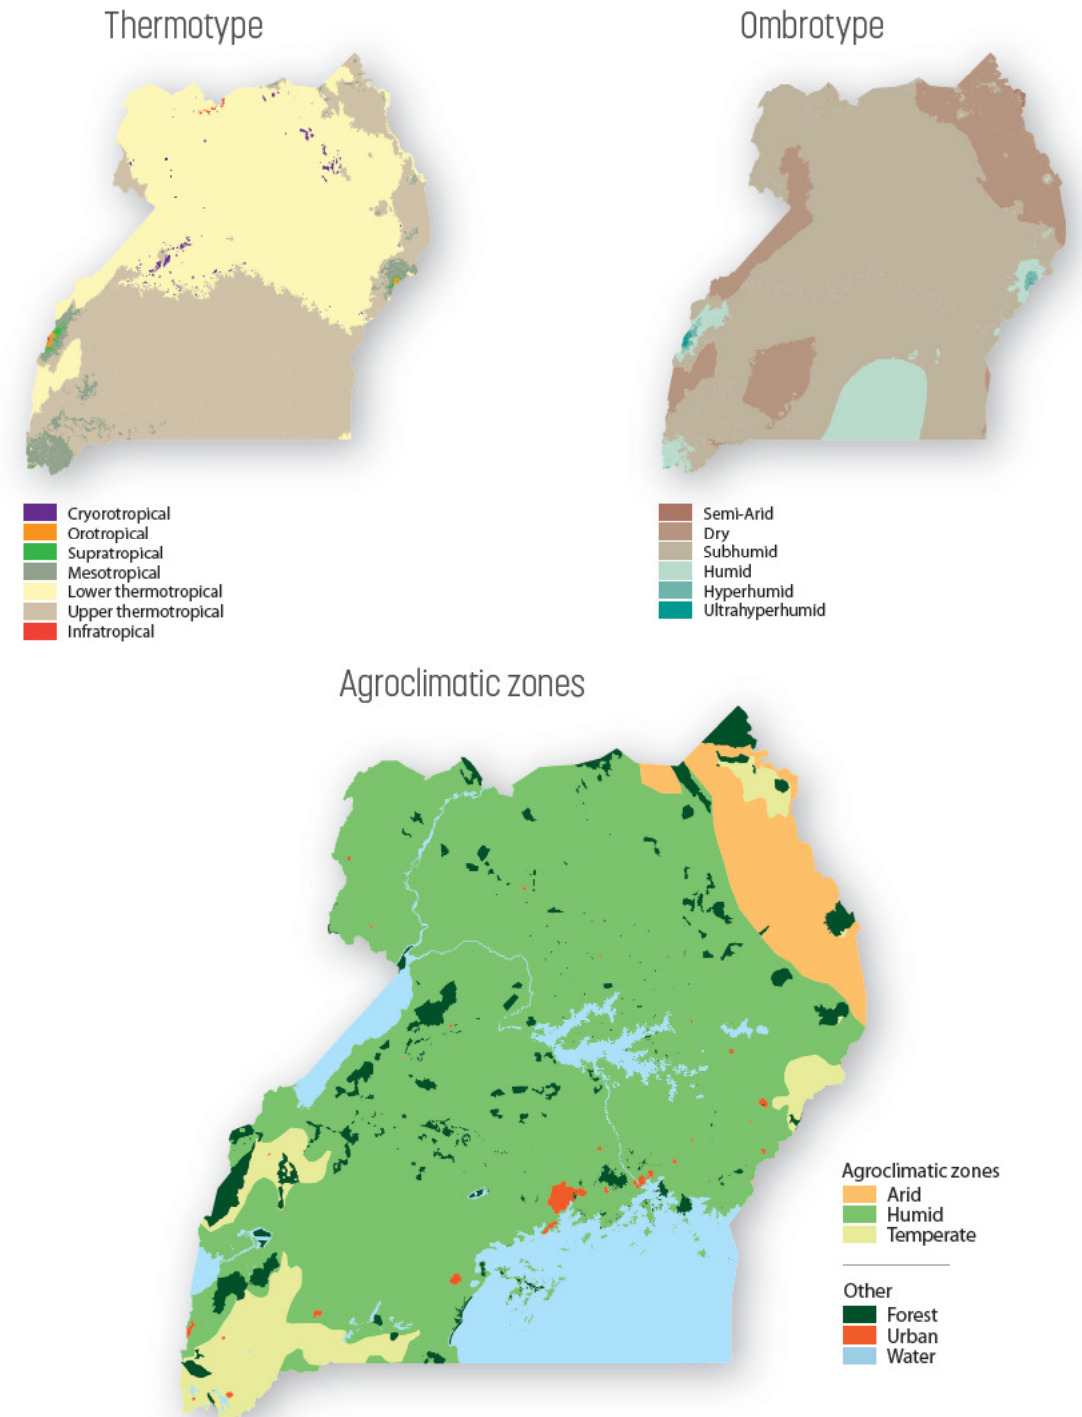 Thermotype
Ombrotype
Cryorotropical
Orotropical
Supratropical
Mesotropical
Lower thermotropical
Upper thermotropical
Infratropical
Semi-Arid
Dry
Subhumid
Humid
Hyperhumid
Ultrahyperhumid
Agroclimatic zones
Agroclimatic zones
Arid
Humid
Temperate
Other
Forest
Urban
Water